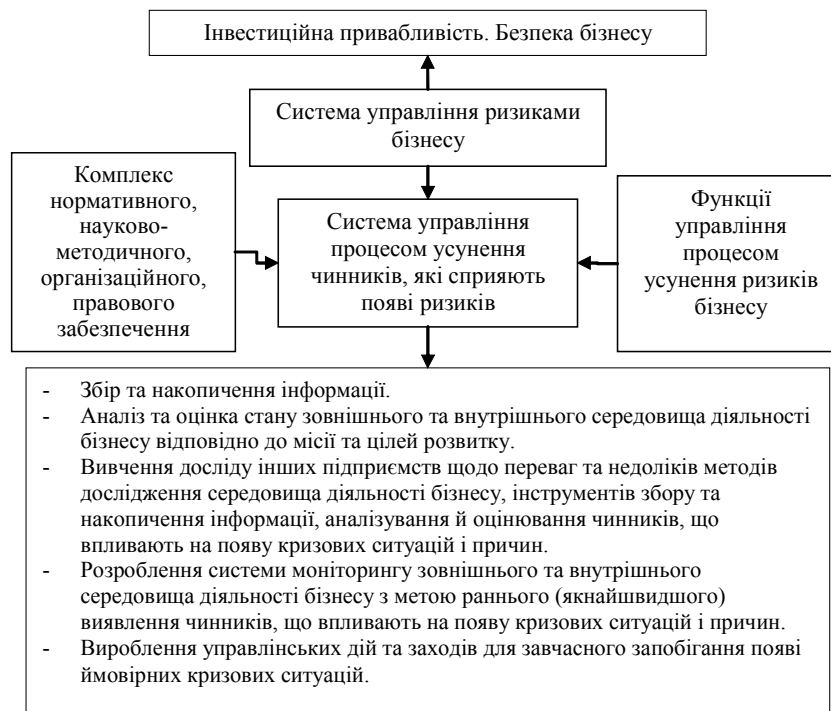 Інвестиційна привабливість. Безпека бізнесу
Система управління ризиками
бізнесу
Комплекс
нормативного,
науково-
методичного,
організаційного,
правового
забезпечення
Система управління
процесом усунення
чинників, які сприяють
появі ризиків
Функції
управління
процесом
усунення ризиків
бізнесу
- Збір та накопичення інформації.
- Аналіз та оцінка стану зовнішнього та внутрішнього середовища діяльності
бізнесу відповідно до місії та цілей розвитку.
- Вивчення досліду інших підприємств щодо переваг та недоліків методів
дослідження середовища діяльності бізнесу, інструментів збору та
накопичення інформації, аналізування й оцінювання чинників, що
впливають на появу кризових ситуацій і причин.
- Розроблення системи моніторингу зовнішнього та внутрішнього
середовища діяльності бізнесу з метою раннього (якнайшвидшого)
виявлення чинників, що впливають на появу кризових ситуацій і причин.
- Вироблення управлінських дій та заходів для завчасного запобігання появі
ймовірних кризових ситуацій.